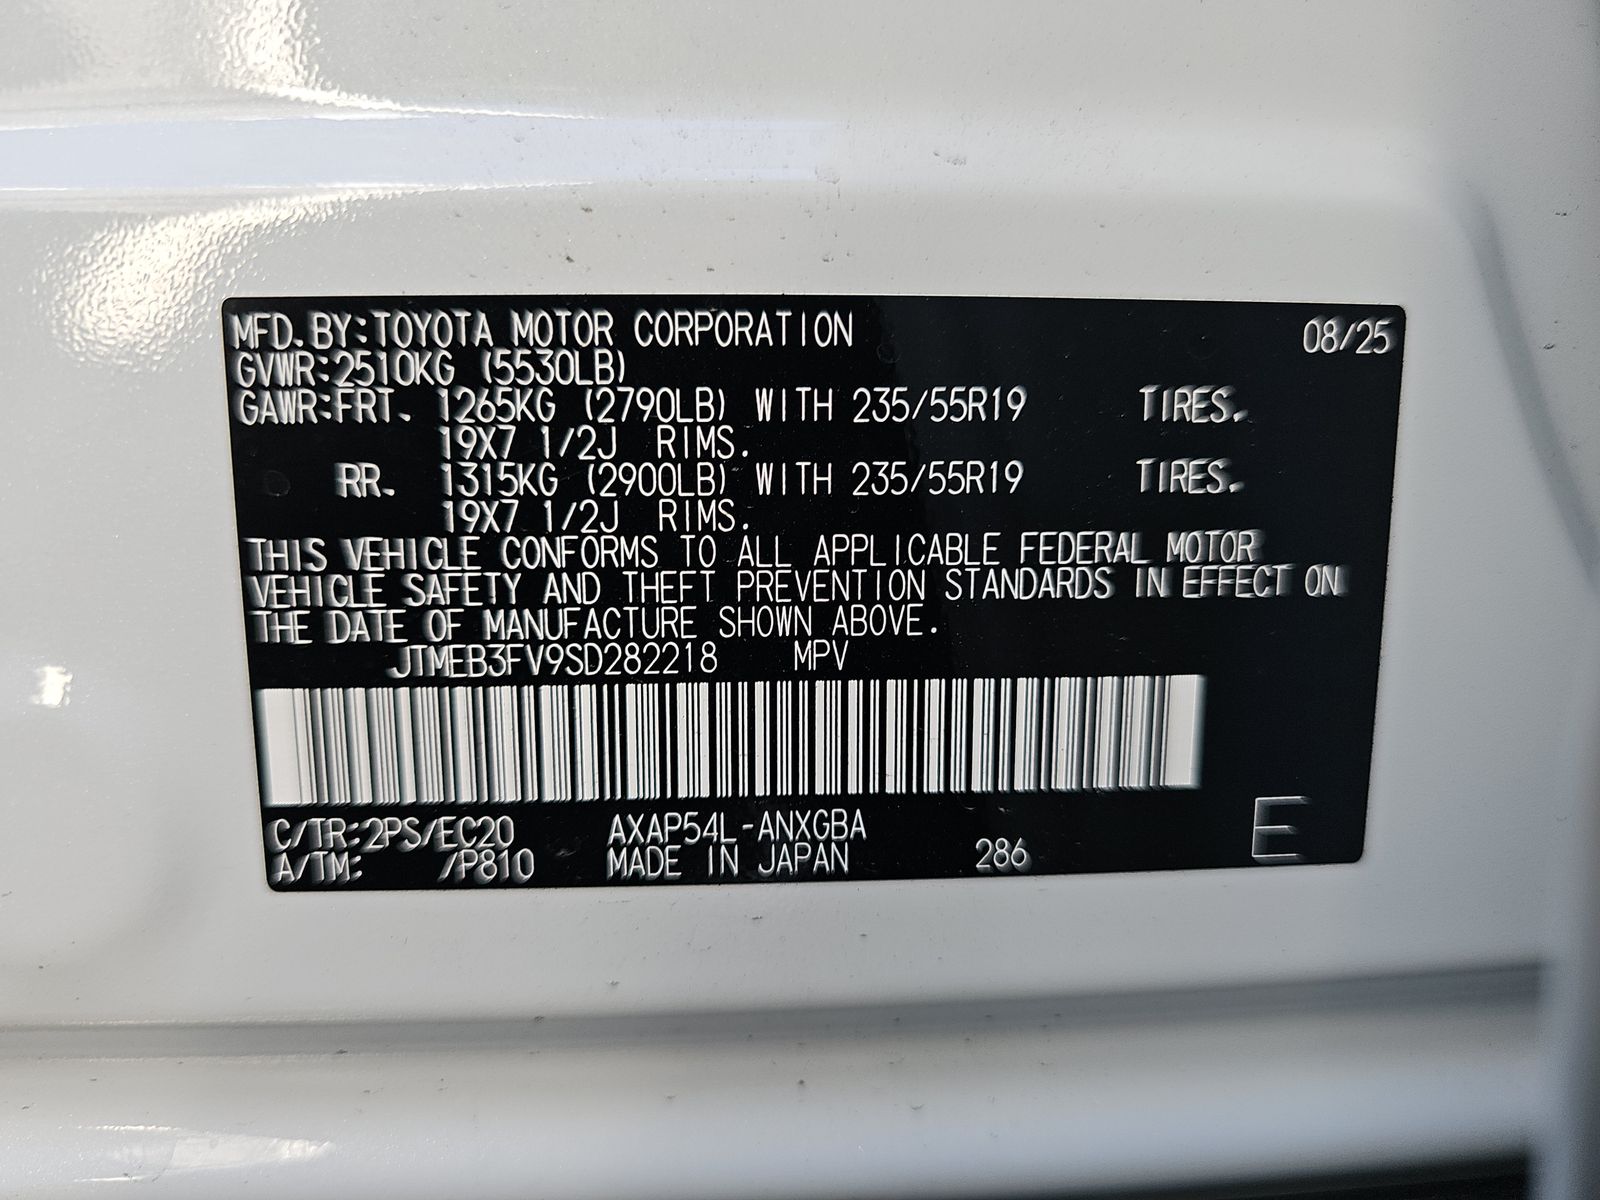 MFD. BY: TOYOTA MOTOR CORPORATION 08/25
GVWR: 2510KG (5530LB)
GAWR: FRT. 1265KG (2790LB) WITH 235/55R19 TIRES.
19X7 1/2J RIMS.
RR. 1315KG (2900LB) WITH 235/55R19 TIRES.
19X7 1/2J RIMS.
THIS VEHICLE CONFORMS TO ALL APPLICABLE FEDERAL MOTOR
VEHICLE SAFETY AND THEFT PREVENTION STANDARDS IN EFFECT ON
THE DATE OF MANUFACTURE SHOWN ABOVE.
JTMEB3FV9SD282218 MPV
C/TR: 2PS/EC20 AXAP54L-ANXGBA
A/TM: /P810 MADE IN JAPAN 286 E